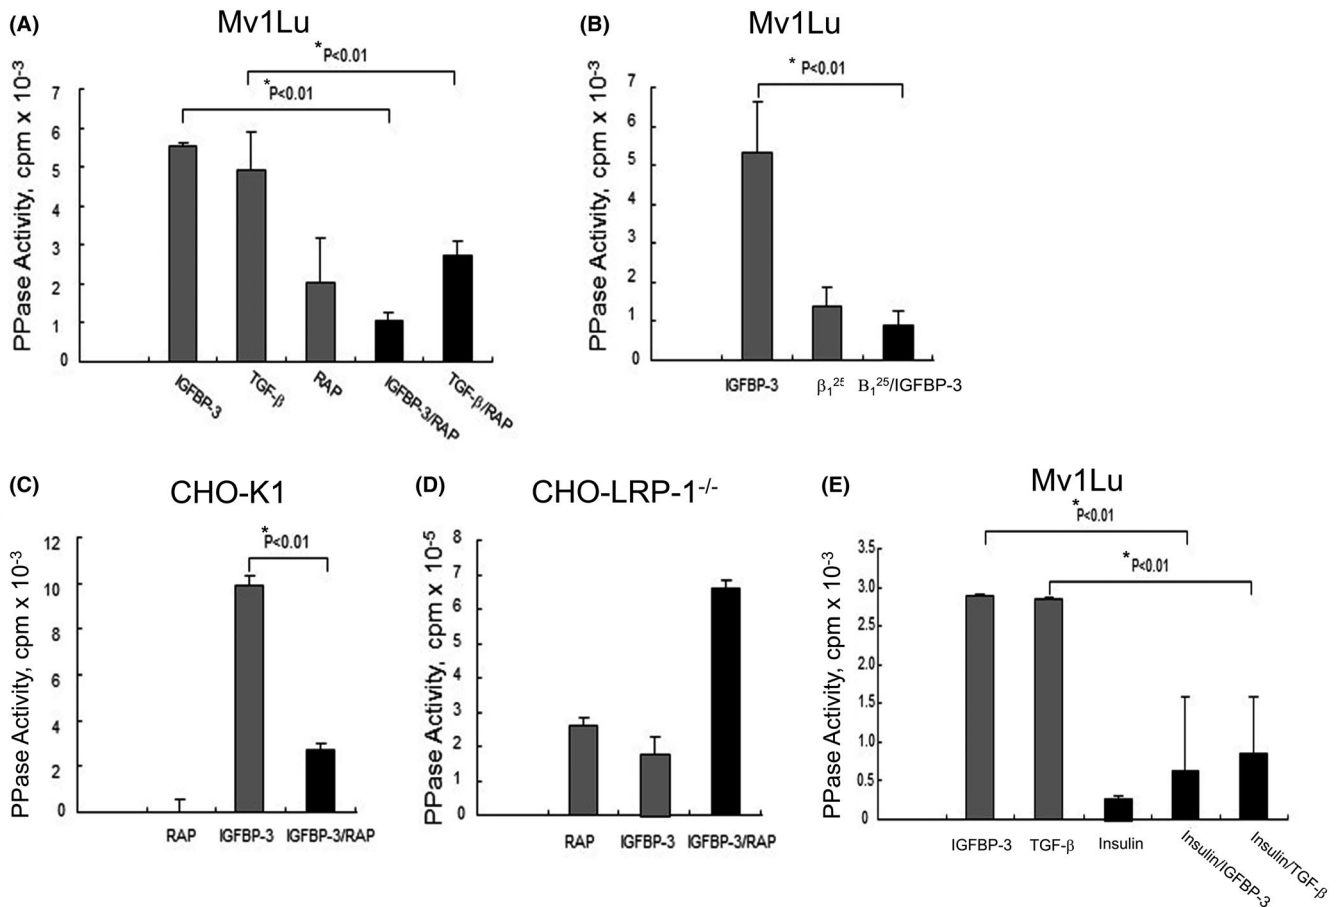 (A)
Mv1Lu
*P<0.01
*P<0.01
PPase Activity, cpm x 10-3
7
6
5
4
3
2
1
0
IGFBP-3
TGF-β
RAP
IGFBP-3/RAP
TGF-β/RAP
(B)
Mv1Lu
* P<0.01
PPase Activity, cpm x 10-3
7
6
5
4
3
2
1
0
IGFBP-3
β₁²⁵
Β₁²⁵/IGFBP-3
(C)
CHO-K1
*P<0.01
PPase Activity, cpm x 10-3
12
10
8
6
4
2
0
RAP
IGFBP-3
IGFBP-3/RAP
(D)
CHO-LRP-1-/-
PPase Activity, cpm x 10-5
8
7
6
5
4
3
2
1
0
RAP
IGFBP-3
IGFBP-3/RAP
(E)
Mv1Lu
*P<0.01
*P<0.01
PPase Activity, cpm x 10-3
3.5
3.0
2.5
2.0
1.5
1.0
0.5
0
IGFBP-3
TGF-β
Insulin
Insulin/IGFBP-3
Insulin/TGF-β